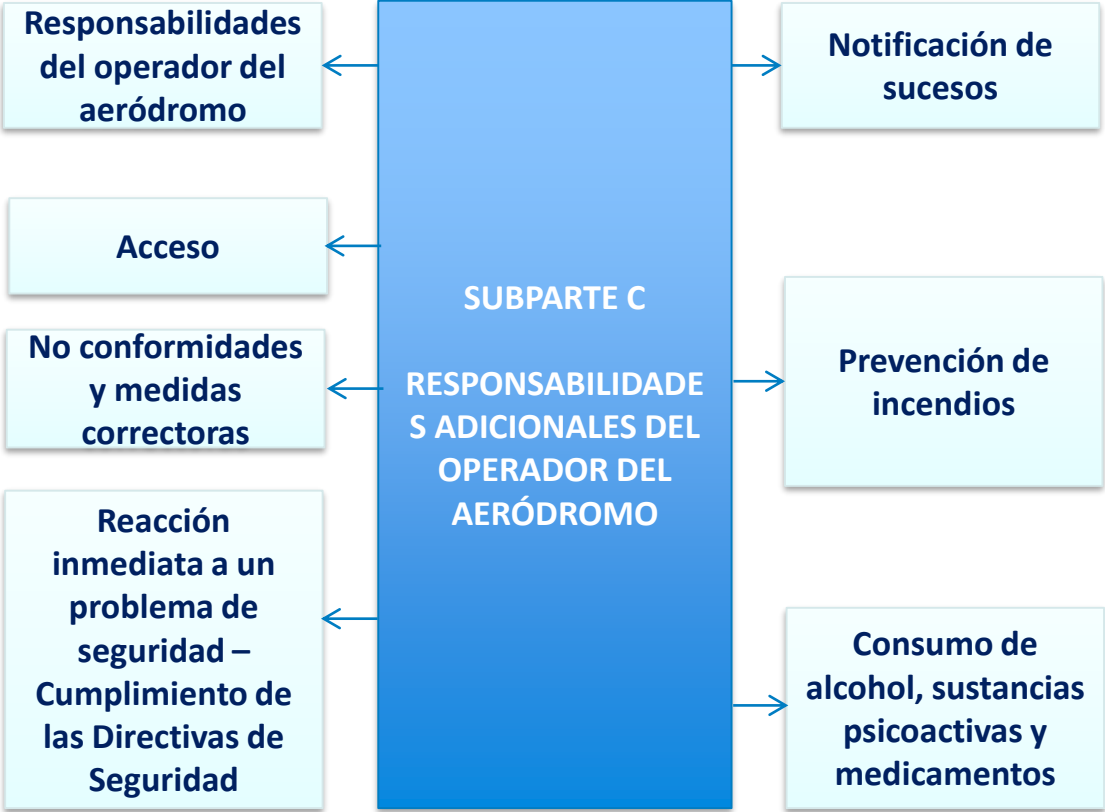 Responsabilidades
del operador del
aeródromo
Acceso
No conformidades
y medidas
correctoras
Reacción
inmediata a un
problema de
seguridad –
Cumplimiento de
las Directivas de
Seguridad
SUBPARTE C
RESPONSABILIDADE
S ADICIONALES DEL
OPERADOR DEL
AERÓDROMO
Notificación de
sucesos
Prevención de
incendios
Consumo de
alcohol, sustancias
psicoactivas y
medicamentos